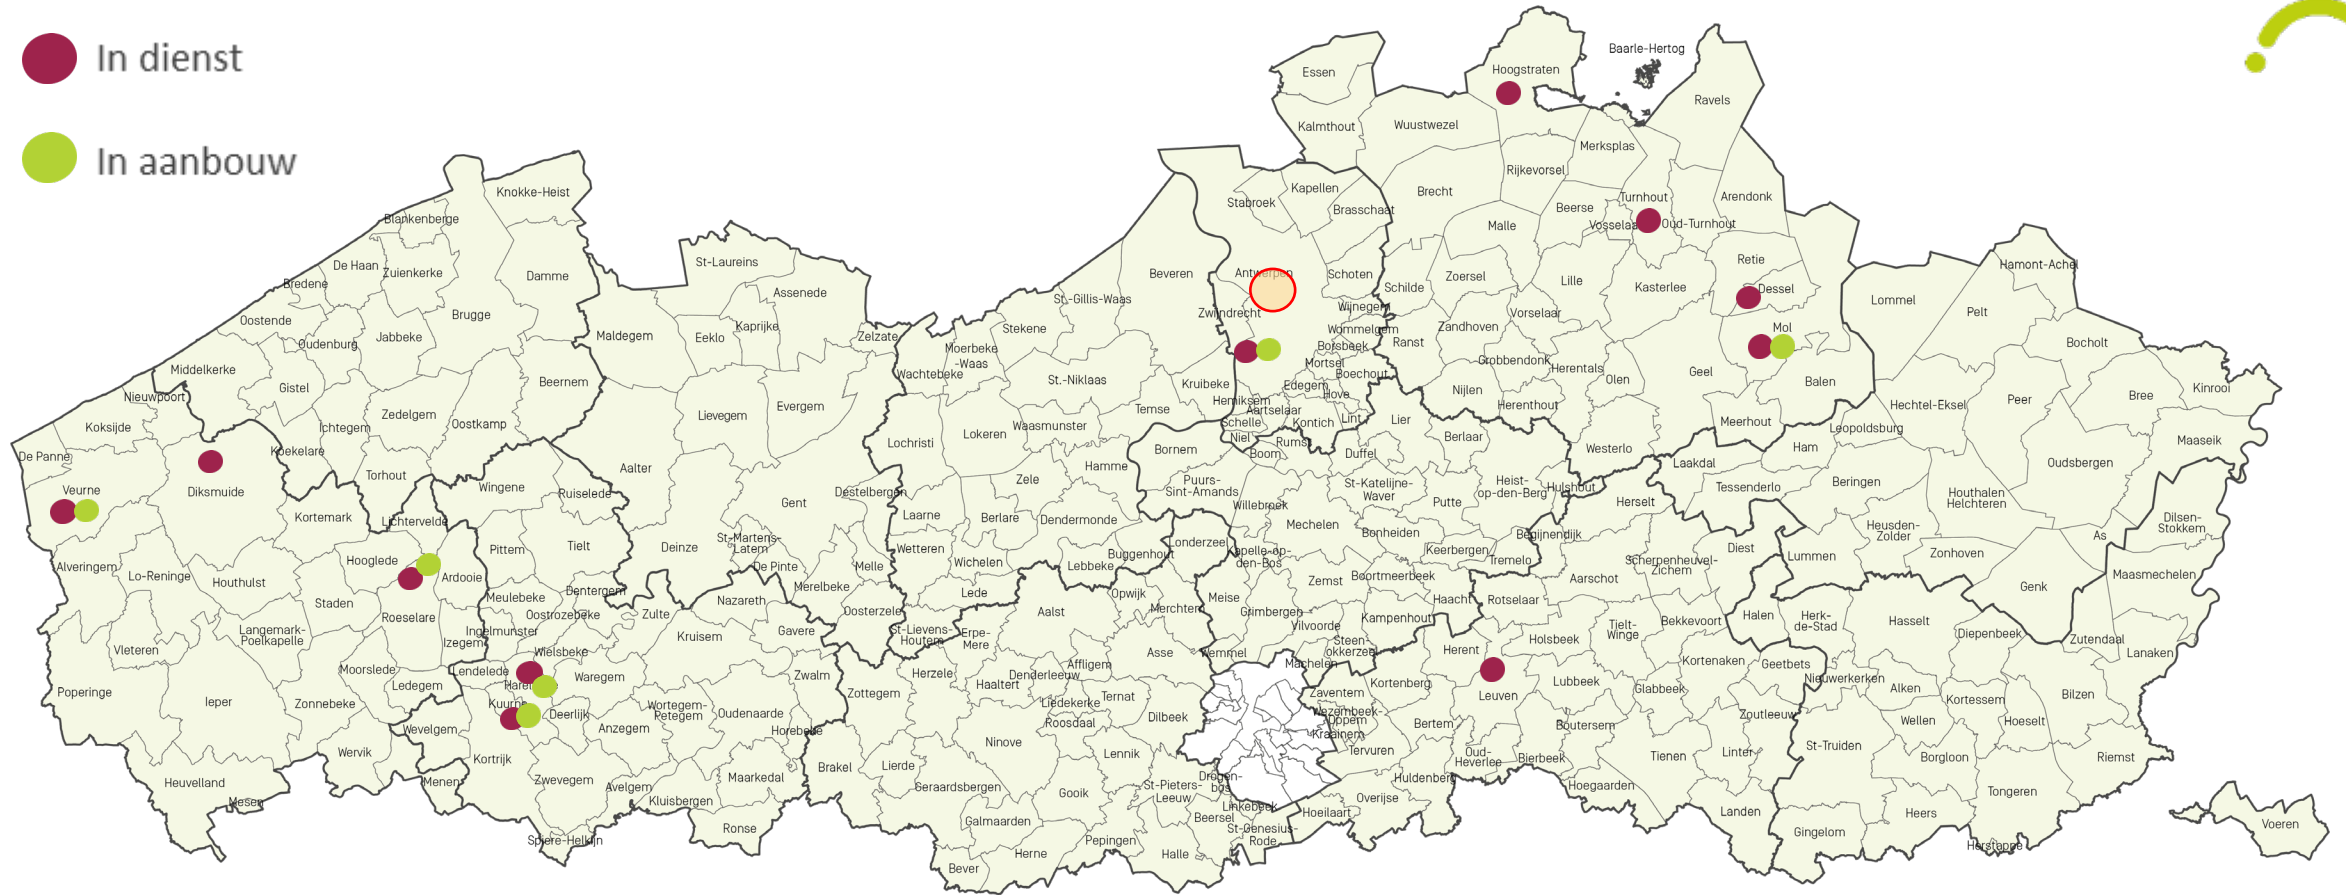 In dienst
In aanbouw
Baarle-Hertog
Essen
Hoogstraten
Ravels
Kalmthout
Wuustwezel
Merksplas
Rijkevorsel
Knokke-Heist
Kapellen
Brecht
Stabroek
Turnhout
Arendonk
Brasschaat
Beerse
Blankenberge
Malle
Oud-Turnhout
De Haan
Zuienkerke
Damme
St-Laureins
Retie
Hamont-Achel
Beveren
Schoten
Zoersel
Lille
Kasterlee
Bredene
Schilde
Dessel
Assenede
St.-Gillis-Waas
Lommel
Brugge
Wijnegem
Vorselaar
Pelt
Zwijndrecht
Oostende
Kaprijke
Stekene
Wommelgem
Zandhoven
Mol
Maldegem
Eeklo
Zelzate
Jabbeke
Oudenburg
Borsbeek
Ranst
Bocholt
Moerbeke
-Waas
Mortsel
Grobbendonk
Herentals
Geel
Middelkerke
Wachtebeke
Boechout
Olen
Balen
Beernem
St.-Niklaas
Kruibeke
Edegem
Nijlen
Kinrooi
Gistel
Nieuwpoort
Hove
Herenthout
Peer
Bree
Hemiksem
Aartselaar
Hechtel-Eksel
Evergem
Lievegem
Temse
Zedelgem
Oostkamp
Schelle
Kontich
Lint
Lier
Meerhout
Leopoldsburg
Koksijde
Ichtegem
Waasmunster
Lokeren
Niel
Rumst
Berlaar
Maaseik
Lochristi
Bornem
Boom
Duffel
Westerlo
Ham
Koekelare
De Panne
Torhout
Aalter
Hamme
Laakdal
Oudsbergen
Veurne
Diksmuide
Wingene
Ruiselede
Destelbergen
Zele
Puurs-
Sint-Amands
St-Katelijne-
Waver
Heist-
op-den-Berg
Hulshout
Tessenderlo
Beringen
Houthalen
Helchteren
Gent
Willebroek
Putte
Herselt
Kortemark
Lichtervelde
Laarne
Berlare
Dendermonde
Mechelen
Bonheiden
Begijnendijk
Heusden-
Zolder
Dilsen-
Stokkem
As
Pittem
Tielt
Deinze
St-Martens-
Latem
Wetteren
Buggenhout
Londerzeel
Keerbergen
Tremelo
Diest
Lummen
Zonhoven
Hooglede
Alveringem
Lo-Reninge
Houthulst
Ardooie
De Pinte
Melle
Wichelen
Lebbeke
den-Bos
Scherpenheuvel-
Zichem
Aarschot
Zemst
Boortmeerbeek
Maasmechelen
Genk
Merelbeke
Lede
Opwijk
Meise
Haacht
Rotselaar
Meulebeke
Dentergem
Nazareth
Staden
Oostrozebeke
Zulte
Oosterzele
Aalst
Merchtem
Grimbergen
Kampenhout
Halen
Herk-
de-Stad
Hasselt
Roeselare
Ingelmunster
Kruisem
Gavere
St-Lievens-
Houtem
Erpe-
Mere
Vilvoorde
Tielt-
Winge
Bekkevoort
Diepenbeek
Langemark-
Poelkapelle
Izegem
Steen-
okkerzeel
Holsbeek
Zutendaal
Vleteren
Wielsbeke
Asse
Wemmel
Machelen
Herent
Lanaken
Moorslede
Lendelede
Waregem
Zwalm
Herzele
Affligem
Denderleeuw
Kortenaken
Geetbets
Nieuwerkerken
Poperinge
Ledegem
Zottegem
Haaltert
Ternat
Zaventem
Kortenberg
Leuven
Lubbeek
Glabbeek
Alken
Kortessem
Bilzen
Ieper
Zonnebeke
Deerlijk
Wortegem-
Petegem
Oudenaarde
Liedekerke
Roosdaal
Dilbeek
Wezembeek-
Oppem
Kraainem
Bertem
Boutersem
Zoutleeuw
Wellen
Hoeselt
Wevelgem
Anzegem
Horebeke
Ninove
Lennik
Tervuren
Wervik
Kortrijk
Brakel
Lierde
Oud-
Heverlee
Bierbeek
Tienen
Linter
St-Truiden
Borgloon
Riemst
Heuvelland
Menen
Zwevegem
Avelgem
Maarkedal
Geraardsbergen
St-Pieters-
Leeuw
Drogen-
bos
Huldenberg
Hoegaarden
Mesen
Kluisbergen
Gooik
Linkebeek
Beersel
Hoeilaart
Overijse
Landen
Tongeren
Heers
Spiere-Helkijn
Ronse
Galmaarden
Pepingen
St-Genesius-
Rode
Gingelom
Herstappe
Voeren
Herne
Halle
Bever